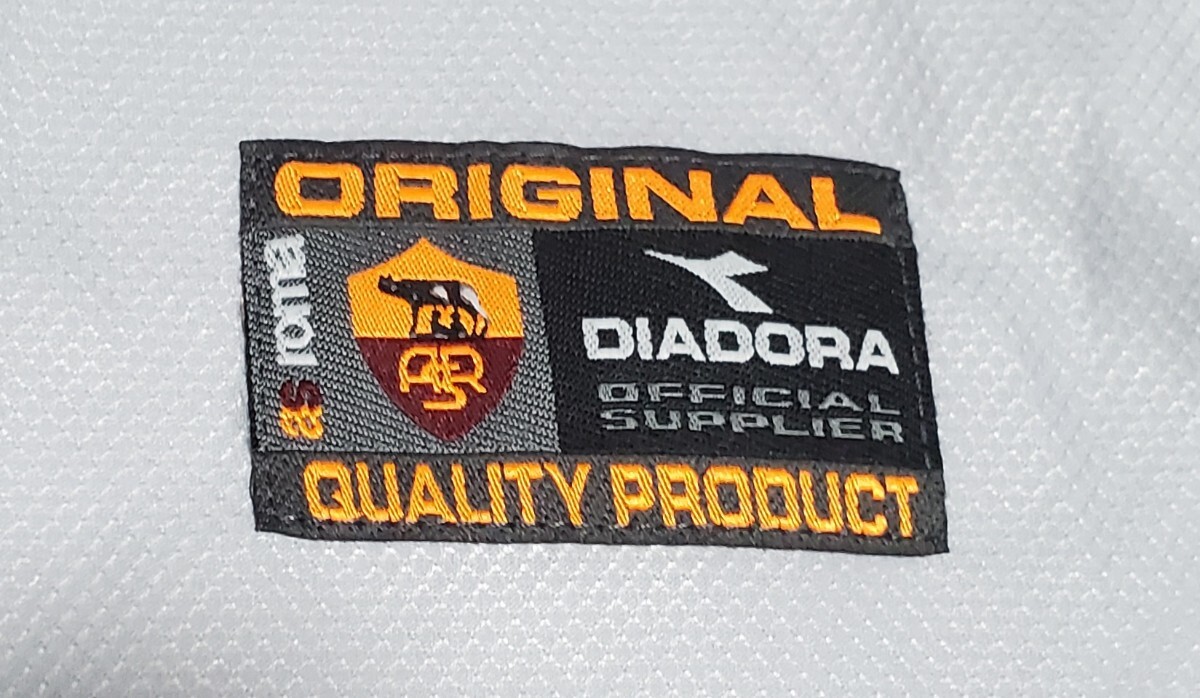 ORIGINAL
as roma
ASR
DIADORA
OFFICIAL
SUPPLIER
QUALITY PRODUCT